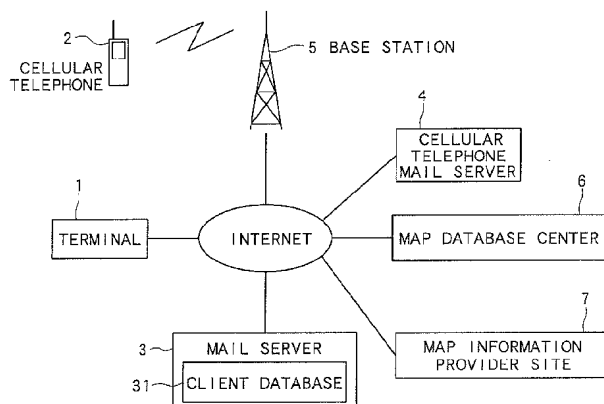 2
CELLULAR
TELEPHONE
5 BASE STATION
4
CELLULAR
TELEPHONE
MAIL SERVER
1
TERMINAL
INTERNET
6
MAP DATABASE CENTER
3
MAIL SERVER
31
CLIENT DATABASE
7
MAP INFORMATION
PROVIDER SITE